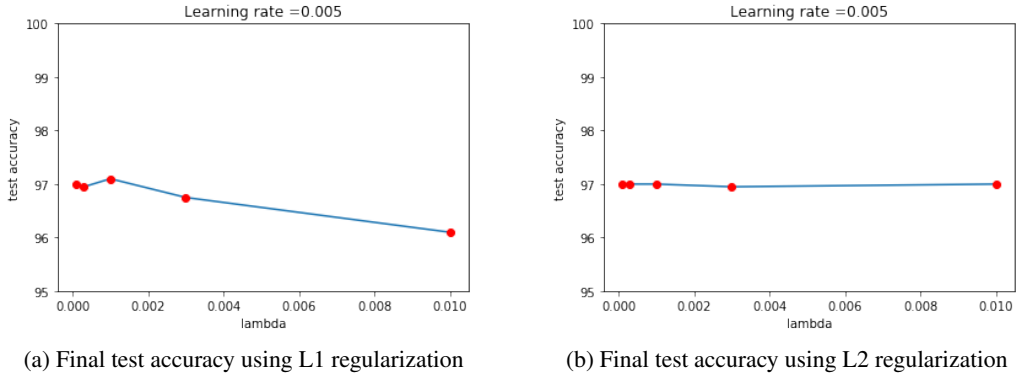 Learning rate =0.005
100
99
98
97
96
95
test accuracy
0.000 0.002 0.004 0.006 0.008 0.010
lambda
(a) Final test accuracy using L1 regularization
Learning rate =0.005
100
99
98
97
96
95
test accuracy
0.000 0.002 0.004 0.006 0.008 0.010
lambda
(b) Final test accuracy using L2 regularization